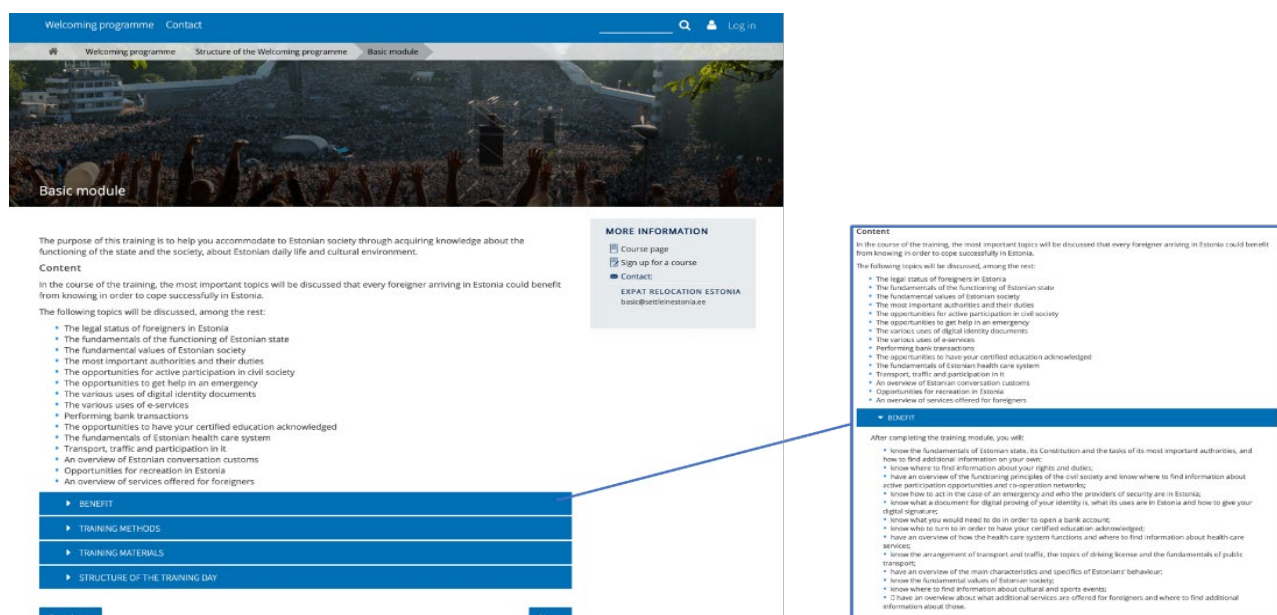 Welcoming programme Contact
Log in
Welcoming programme Structure of the Welcoming programme Basic module
Basic module
The purpose of this training is to help you accommodate to Estonian society through acquiring knowledge about the
functioning of the state and the society, about Estonian daily life and cultural environment.
Content
In the course of the training, the most important topics will be discussed that every foreigner arriving in Estonia could benefit
from knowing in order to cope successfully in Estonia.
The following topics will be discussed, among the rest:
The legal status of foreigners in Estonia
The fundamentals of the functioning of Estonian state
The fundamental values of Estonian society
The most important authorities and their duties
The opportunities for active participation in civil society
The opportunities to get help in an emergency
The various uses of digital identity documents
The various uses of e-services
Performing bank transactions
The opportunities to have your certified education acknowledged
The fundamentals of Estonian health care system
Transport, traffic and participation in it
An overview of Estonian conversation customs
Opportunities for recreation in Estonia
An overview of services offered for foreigners
BENEFIT
TRAINING METHODS
TRAINING MATERIALS
STRUCTURE OF THE TRAINING DAY
MORE INFORMATION
Course page
Sign up for a course
Contact:
EXPAT RELOCATION ESTONIA
basic@settleinestonia.ee
Content
In the course of the training, the most important topics will be discussed that every foreigner arriving in Estonia could benefit
from knowing in order to cope successfully in Estonia.
The following topics will be discussed, among the rest:
The legal status of foreigners in Estonia
The fundamentals of the functioning of Estonian state
The fundamental values of Estonian society
The most important authorities and their duties
The opportunities for active participation in civil society
The opportunities to get help in an emergency
The various uses of digital identity documents
The various uses of e-services
Performing bank transactions
The opportunities to have your certified education acknowledged
The fundamentals of Estonian health care system
Transport, traffic and participation in it
An overview of Estonian conversation customs
Opportunities for recreation in Estonia
An overview of services offered for foreigners
BENEFIT
After completing the training module, you will:
know the fundamentals of Estonian state, its Constitution and the tasks of its most important authorities, and
how to find additional information on your own;
know where to find information about your rights and duties;
have an overview of the functioning principles of the civil society and know where to find information about
active participation opportunities and co-operation networks;
know how to act in the case of an emergency and who the providers of security are in Estonia;
know what a document for digital proving of your identity is, what its uses are in Estonia and how to give your
digital signature;
know what you would need to do in order to open a bank account;
know who to turn to in order to have your certified education acknowledged;
have an overview of how the health care system functions and where to find information about health care
services;
know the arrangement of transport and traffic, the topics of driving license and the fundamentals of public
transport;
have an overview of the main characteristics and specifics of Estonians' behaviour;
know the fundamental values of Estonian society;
know where to find information about cultural and sports events;
have an overview about what additional services are offered for foreigners and where to find additional
information about those.